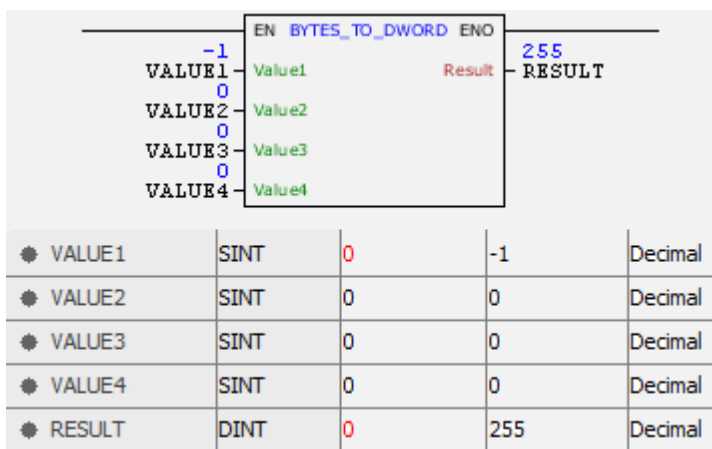 EN BYTES_TO_DWORD ENO
-1 255
VALUE1 Value1 Result RESULT
0
VALUE2 Value2
0
VALUE3 Value3
0
VALUE4 Value4
VALUE1 SINT 0 -1 Decimal
VALUE2 SINT 0 0 Decimal
VALUE3 SINT 0 0 Decimal
VALUE4 SINT 0 0 Decimal
RESULT DINT 0 255 Decimal